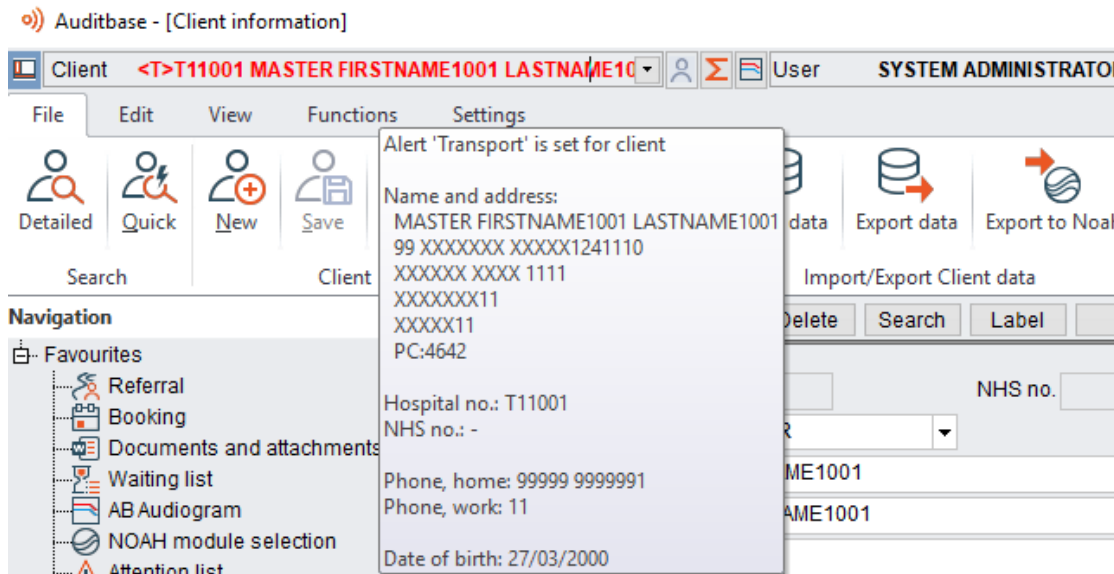 Auditbase - [Client information]
Client <T>T11001 MASTER FIRSTNAME1001 LASTNAME10 User SYSTEM ADMINISTRATO
File Edit View Functions Settings
Alert 'Transport' is set for client
Name and address:
MASTER FIRSTNAME1001 LASTNAME1001
99 XXXXXXX XXXXX1241110
XXXXXX XXXX 1111
XXXXXXX11
XXXXX11
PC:4642
Hospital no.: T11001
NHS no.: -
Phone, home: 99999 9999991
Phone, work: 11
Date of birth: 27/03/2000
Detailed Quick New Save data Export data Export to Noah
Search Client Import/Export Client data
Navigation
Delete Search Label
Favourites
Referral
NHS no.
Booking
Documents and attachments
Waiting list
ME1001
AB Audiogram
AME1001
NOAH module selection
Attention list